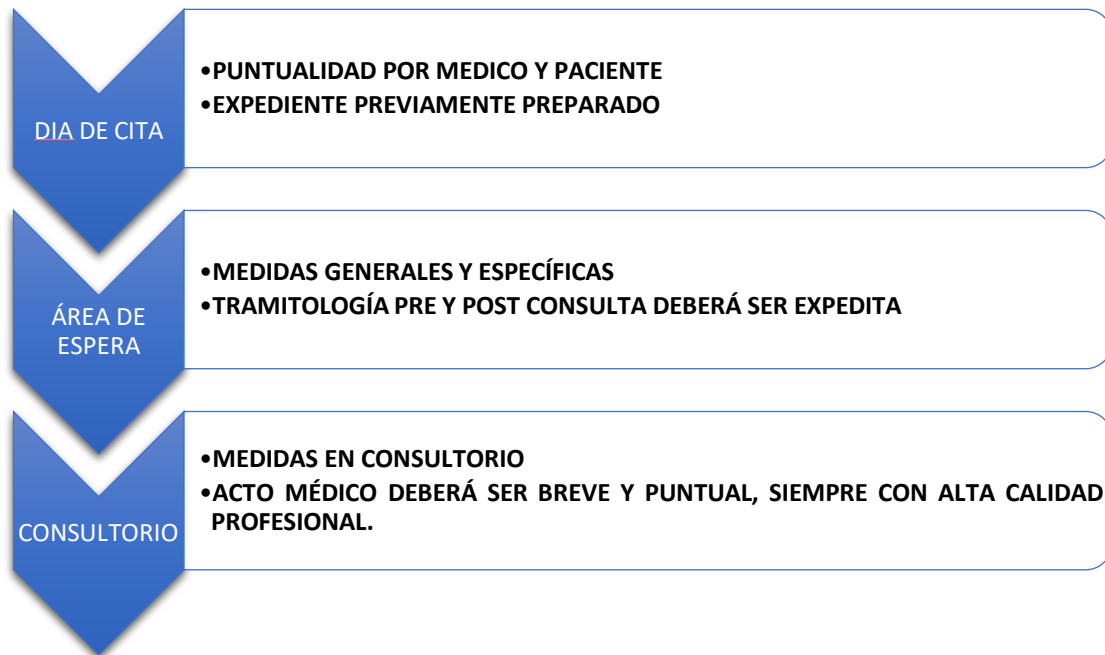 DIA DE CITA
•PUNTUALIDAD POR MEDICO Y PACIENTE
•EXPEDIENTE PREVIAMENTE PREPARADO
ÁREA DE
ESPERA
•MEDIDAS GENERALES Y ESPECÍFICAS
•TRAMITOLOGÍA PRE Y POST CONSULTA DEBERÁ SER EXPEDITA
CONSULTORIO
•MEDIDAS EN CONSULTORIO
•ACTO MÉDICO DEBERÁ SER BREVE Y PUNTUAL, SIEMPRE CON ALTA CALIDAD
PROFESIONAL.